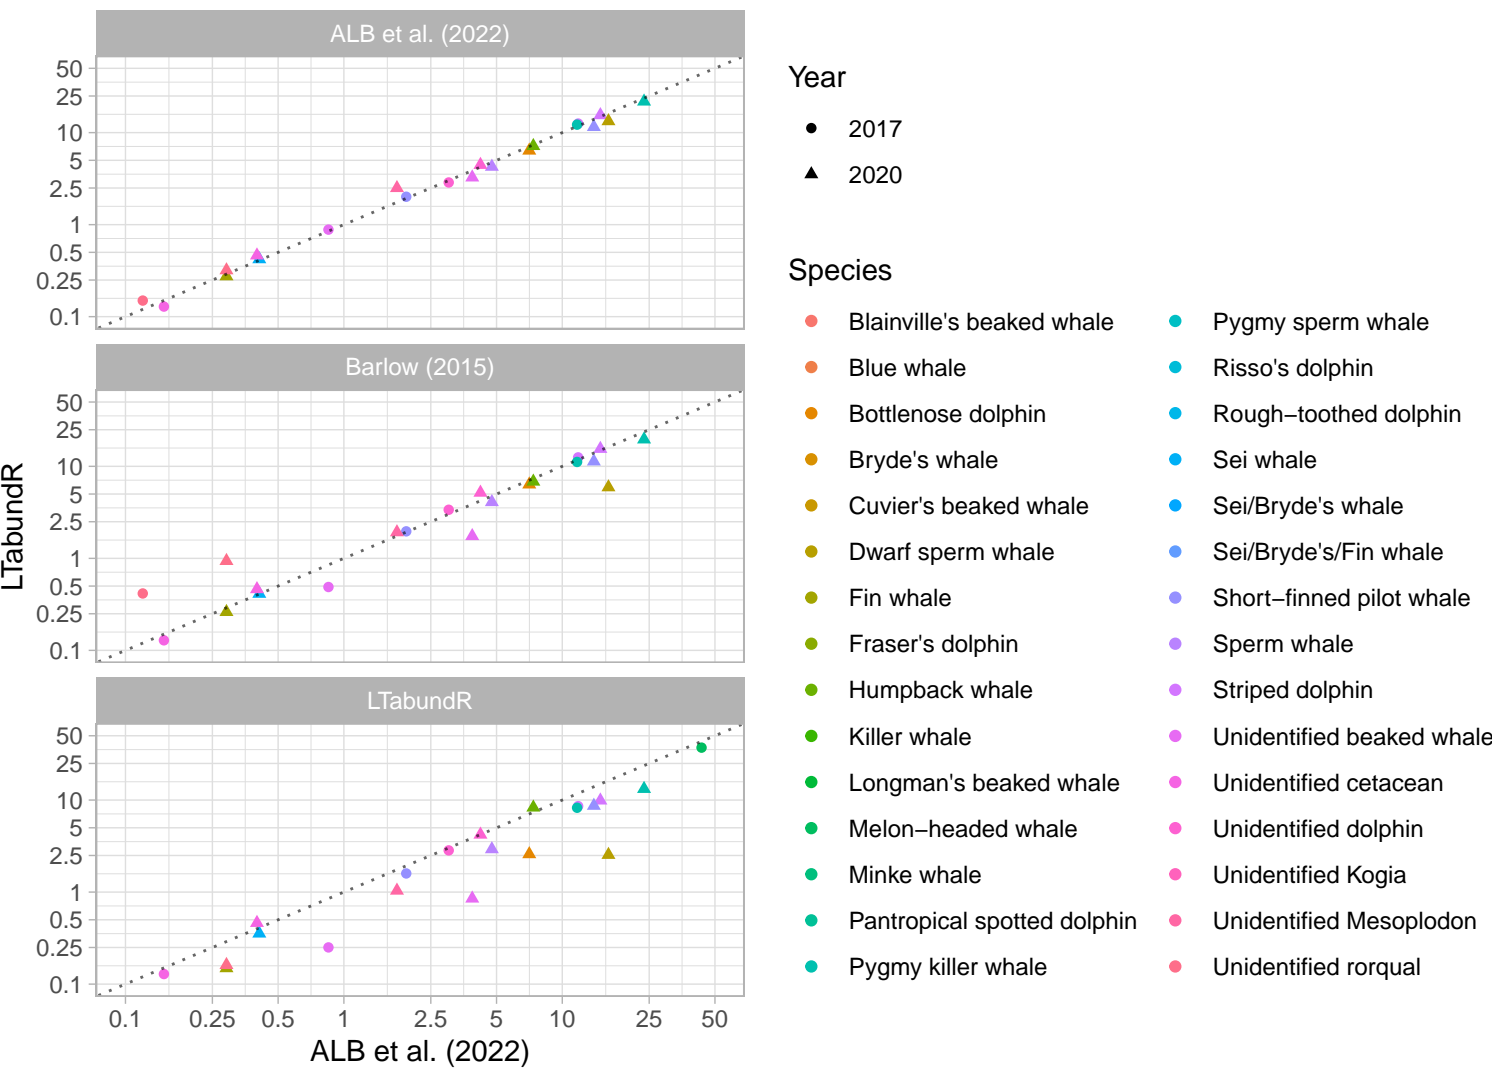 ALB et al. (2022)
50
25
10
5
2.5
1
0.5
0.25
0.1
Barlow (2015)
50
25
10
5
2.5
1
0.5
0.25
0.1
LTabundR
50
25
10
5
2.5
1
0.5
0.25
0.1
0.1 0.25 0.5 1 2.5 5 10 25 50
ALB et al. (2022)
LTabundR
Year
2017
2020
Species
Blainville's beaked whale
Blue whale
Bottlenose dolphin
Bryde's whale
Cuvier's beaked whale
Dwarf sperm whale
Fin whale
Fraser's dolphin
Humpback whale
Killer whale
Longman's beaked whale
Melon−headed whale
Minke whale
Pantropical spotted dolphin
Pygmy killer whale
Pygmy sperm whale
Risso's dolphin
Rough−toothed dolphin
Sei whale
Sei/Bryde's whale
Sei/Bryde's/Fin whale
Short−finned pilot whale
Sperm whale
Striped dolphin
Unidentified beaked whale
Unidentified cetacean
Unidentified dolphin
Unidentified Kogia
Unidentified Mesoplodon
Unidentified rorqual